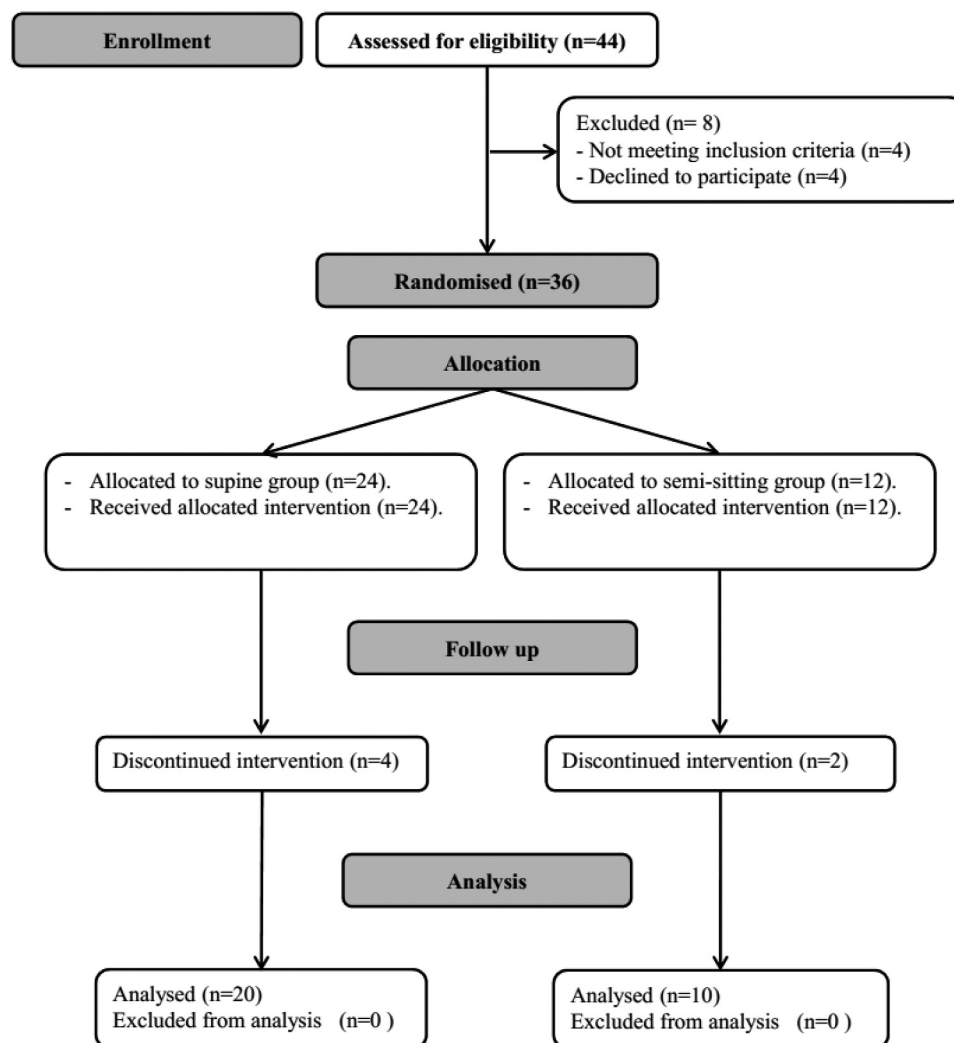 Enrollment
Assessed for eligibility (n=44)
Excluded (n= 8)
- Not meeting inclusion criteria (n=4)
- Declined to participate (n=4)
Randomised (n=36)
Allocation
- Allocated to supine group (n=24).
- Received allocated intervention (n=24).
- Allocated to semi-sitting group (n=12).
- Received allocated intervention (n=12).
Follow up
Discontinued intervention (n=4)
Discontinued intervention (n=2)
Analysis
Analysed (n=20)
Excluded from analysis (n=0 )
Analysed (n=10)
Excluded from analysis (n=0 )